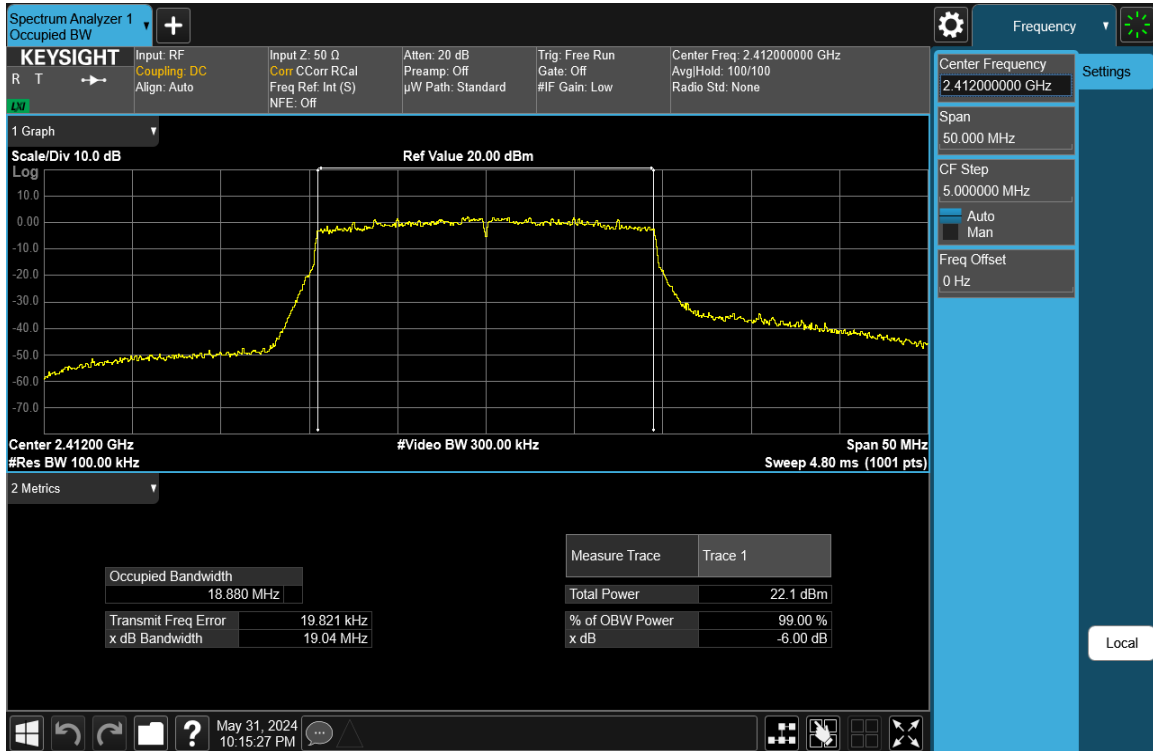 Spectrum Analyzer 1
Occupied BW
+
Frequency
KEYSIGHT
R T
LXI
Input: RF
Coupling: DC
Align: Auto
Input Z: 50 Ω
Corr CCorr RCal
Freq Ref: Int (S)
NFE: Off
Atten: 20 dB
Preamp: Off
µW Path: Standard
Trig: Free Run
Gate: Off
#IF Gain: Low
Center Freq: 2.412000000 GHz
Avg|Hold: 100/100
Radio Std: None
Center Frequency
2.412000000 GHz
Settings
Span
50.000 MHz
CF Step
5.000000 MHz
Auto
Man
Freq Offset
0 Hz
Local
1 Graph
Scale/Div 10.0 dB
Ref Value 20.00 dBm
Log
10.0
0.00
-10.0
-20.0
-30.0
-40.0
-50.0
-60.0
-70.0
Center 2.41200 GHz
#Video BW 300.00 kHz
Span 50 MHz
#Res BW 100.00 kHz
Sweep 4.80 ms (1001 pts)
2 Metrics
Measure Trace Trace 1
Occupied Bandwidth
18.880 MHz
Total Power 22.1 dBm
Transmit Freq Error 19.821 kHz
% of OBW Power 99.00 %
x dB Bandwidth 19.04 MHz
x dB -6.00 dB
?
May 31, 2024
10:15:27 PM